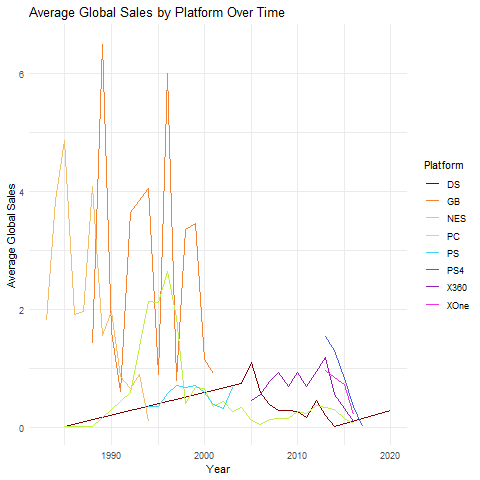 Average Global Sales by Platform Over Time
Average Global Sales
6
4
2
0
1990
2000
2010
2020
Year
Platform
DS
GB
NES
PC
PS
PS4
X360
XOne